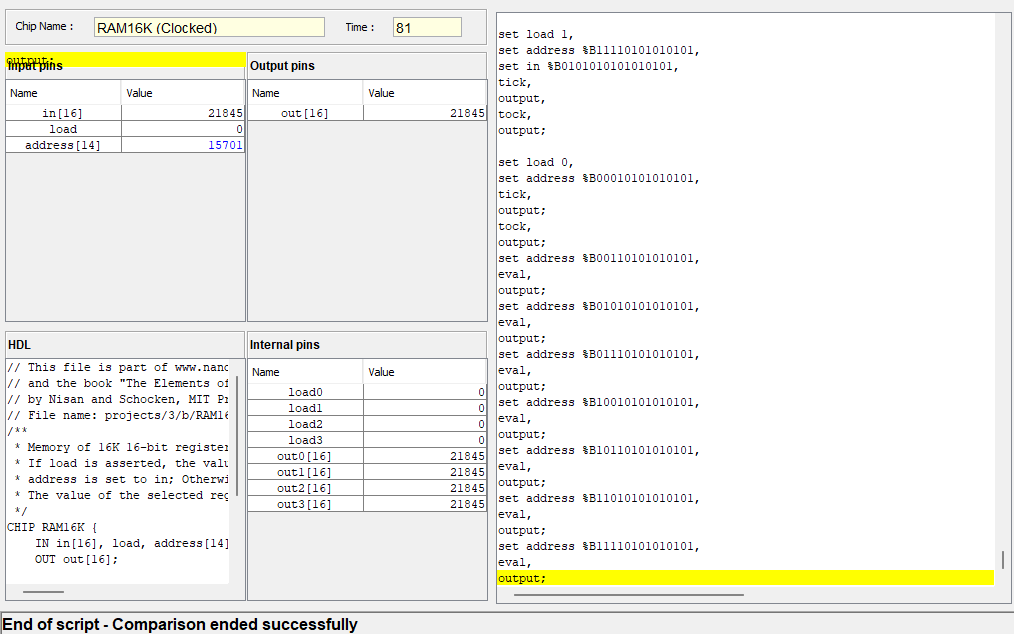 Chip Name : RAM16K (Clocked) Time : 81
output;
Input pins
Name Value
in[16] 21845
load 0
address[14] 15701
Output pins
Name Value
out[16] 21845
HDL
// This file is part of www.nand
// and the book "The Elements of
// by Nisan and Schocken, MIT Pr
// File name: projects/3/b/RAM16
/**
* Memory of 16K 16-bit register
* If load is asserted, the valu
* address is set to in; Otherwi
* The value of the selected reg
*/
CHIP RAM16K {
IN in[16], load, address[14]
OUT out[16];
Internal pins
Name Value
load0 0
load1 0
load2 0
load3 0
out0[16] 21845
out1[16] 21845
out2[16] 21845
out3[16] 21845
set load 1,
set address %B11110101010101,
set in %B0101010101010101,
tick,
output,
tock,
output;
set load 0,
set address %B00010101010101,
tick,
output;
tock,
output;
set address %B00110101010101,
eval,
output;
set address %B01010101010101,
eval,
output;
set address %B01110101010101,
eval,
output;
set address %B10010101010101,
eval,
output;
set address %B10110101010101,
eval,
output;
set address %B11010101010101,
eval,
output;
set address %B11110101010101,
eval,
output;
End of script - Comparison ended successfully